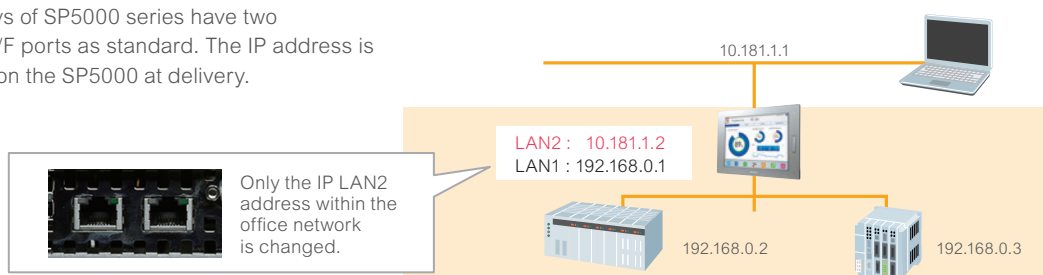 of SP5000 series have two
/F ports as standard. The IP address is
on the SP5000 at delivery.
10.181.1.1
LAN2 : 10.181.1.2
LAN1 : 192.168.0.1
Only the IP LAN2
address within the
office network
is changed.
192.168.0.2
192.168.0.3